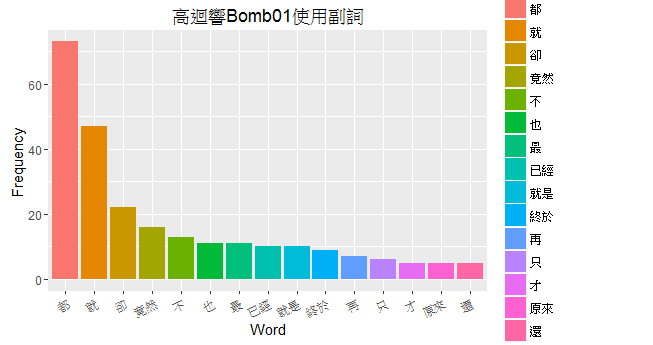 高迴響Bomb01使用副詞
Frequency
60
40
20
0
都 就 卻 竟然 不 也 最 已經 就是 終於 再 只 才 原來 還
Word
都
就
卻
竟然
不
也
最
已經
就是
終於
再
只
才
原來
還